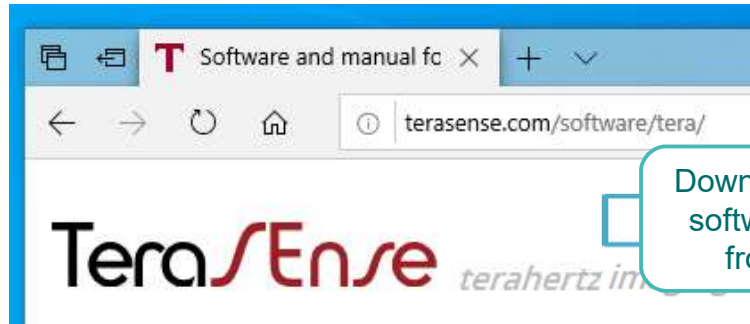 T Software and manual fo
terasense.com/software/tera/
TeraSEnse terahertz im
Down
softw
fro